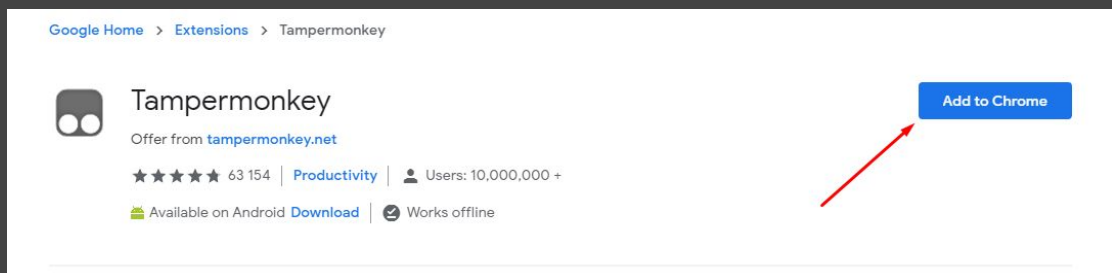 Google Home > Extensions > Tampermonkey
Tampermonkey
Add to Chrome
Offer from tampermonkey.net
63 154 | Productivity | Users: 10,000,000 +
Available on Android Download | Works offline